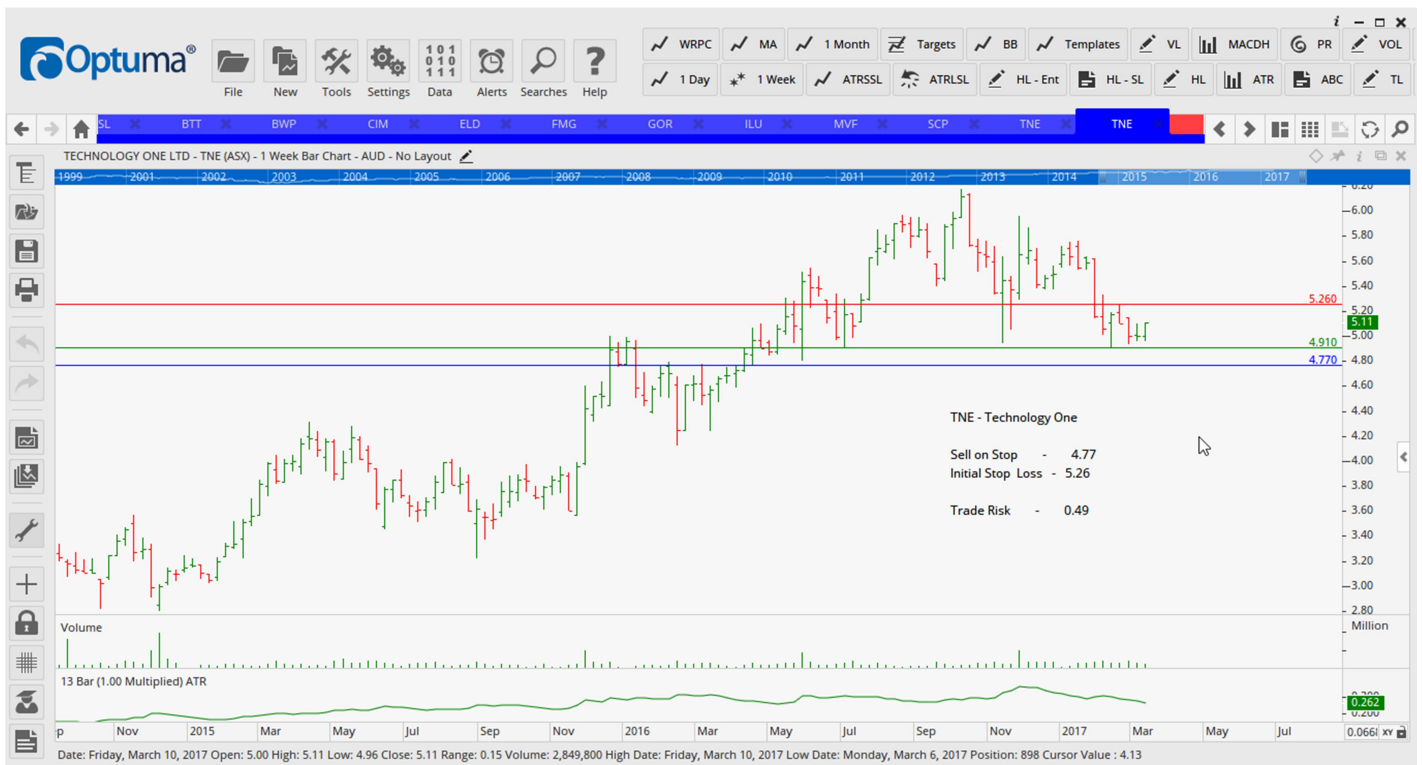 i
Optuma®
File New Tools Settings Data Alerts Searches Help
101
010
111
WRPC MA 1 Month Targets BB Templates VL MACDH PR VOL
1 Day 1 Week ATRSSL ATRLSL HL - Ent HL - SL HL ATR ABC TL
SL BTT BWP CIM ELD FMG GOR ILU MVF SCP TNE TNE
TECHNOLOGY ONE LTD - TNE (ASX) - 1 Week Bar Chart - AUD - No Layout
1999 2001 2002 2003 2004 2005 2006 2007 2008 2009 2010 2011 2012 2013 2014 2015 2016 2017
6.20
6.00
5.80
5.60
5.40
5.260
5.20
5.11
5.00
4.910
4.80
4.770
4.60
4.40
4.20
4.00
3.80
3.60
3.40
3.20
3.00
2.80
TNE - Technology One
Sell on Stop - 4.77
Initial Stop Loss - 5.26
Trade Risk - 0.49
Volume
Million
13 Bar (1.00 Multiplied) ATR
0.262
0.200
Nov 2015 Mar May Jul Sep Nov 2016 Mar May Jul Sep Nov 2017 Mar May Jul
XY
Date: Friday, March 10, 2017 Open: 5.00 High: 5.11 Low: 4.96 Close: 5.11 Range: 0.15 Volume: 2,849,800 High Date: Friday, March 10, 2017 Low Date: Monday, March 6, 2017 Position: 898 Cursor Value : 4.13